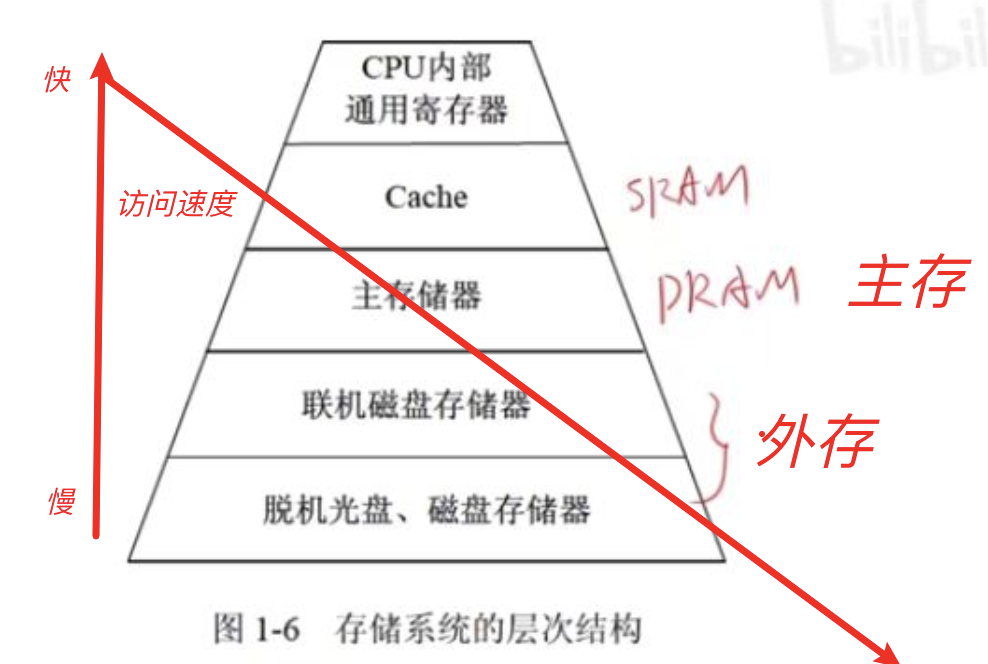 bilibil
快
CPU内部
通用寄存器
访问速度
Cache
SRAM
主存储器
DRAM
主存
联机磁盘存储器
外存
慢
脱机光盘、磁盘存储器
图 1-6 存储系统的层次结构